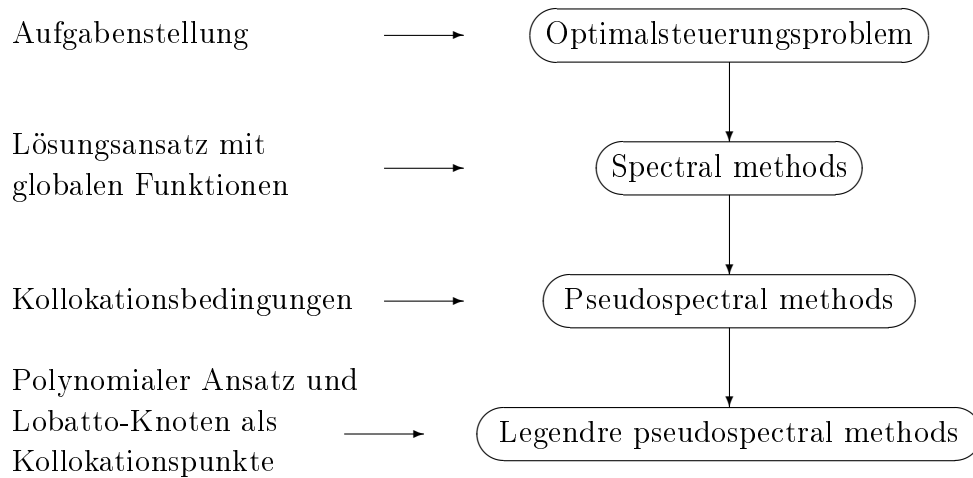 Aufgabenstellung
Optimalsteuerungsproblem
Lösungsansatz mit
globalen Funktionen
Spectral methods
Kollokationsbedingungen
Pseudospectral methods
Polynomialer Ansatz und
Lobatto-Knoten als
Kollokationspunkte
Legendre pseudospectral methods